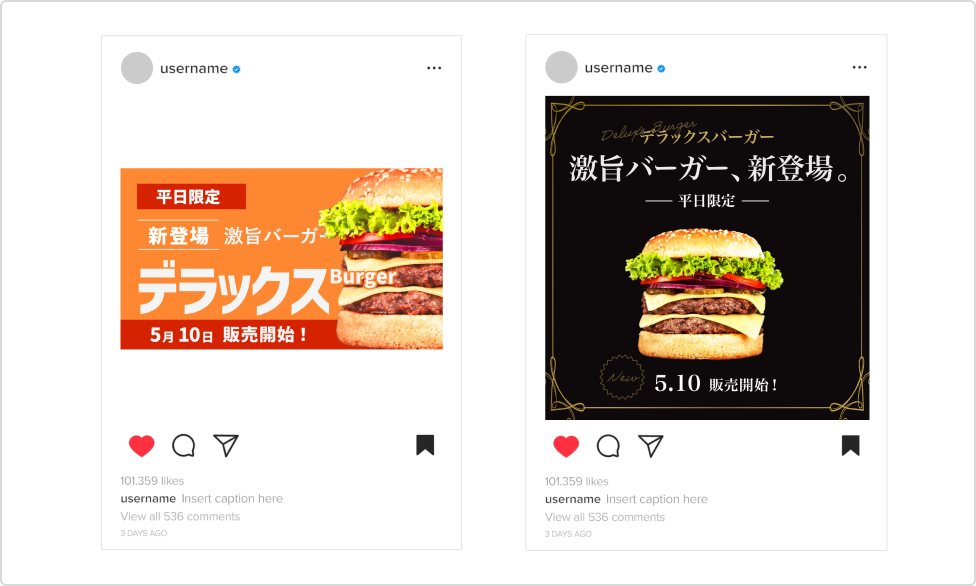 username
平日限定
新登場 激旨バーガー
デラックス Burger
5月10日 販売開始！
101.359 likes
username Insert caption here
View all 536 comments
3 DAYS AGO
username
Deluxe Burger
デラックスバーガー
激旨バーガー、新登場。
平日限定
New
5.10 販売開始！
101.359 likes
username Insert caption here
View all 536 comments
3 DAYS AGO